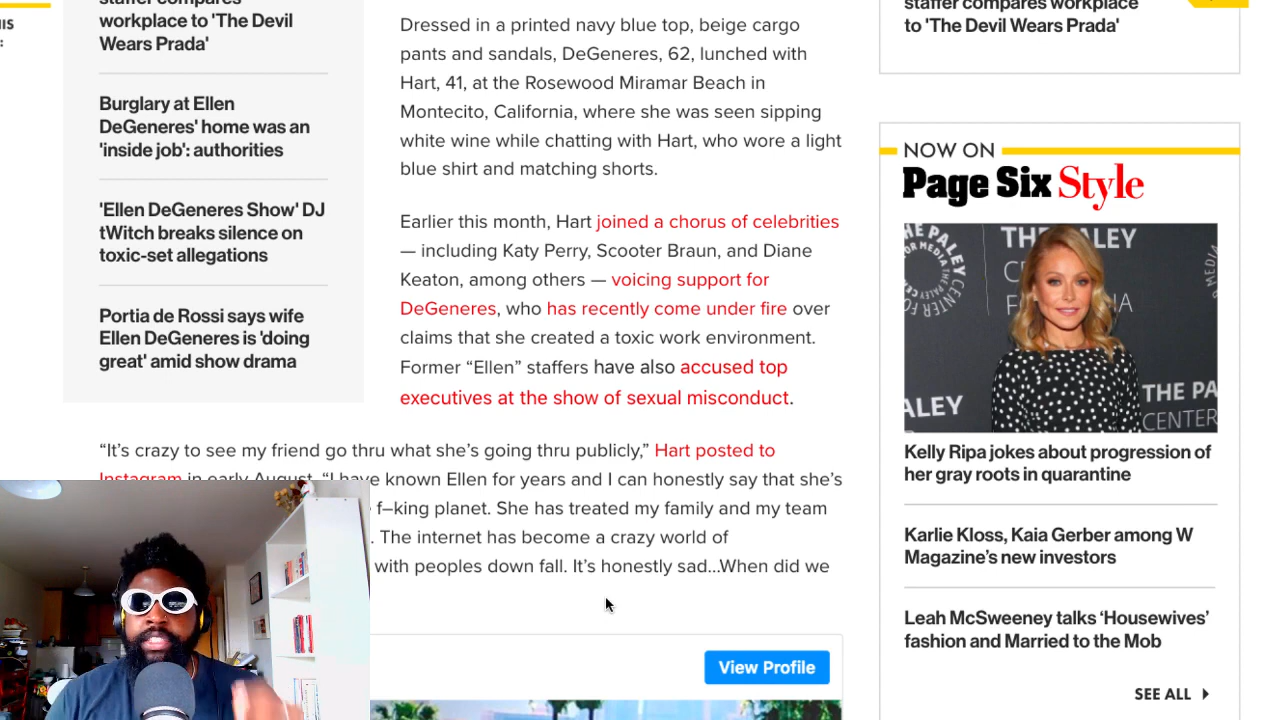 HIS
:
staffer compares
workplace to 'The Devil
Wears Prada'
Burglary at Ellen
DeGeneres' home was an
'inside job': authorities
'Ellen DeGeneres Show' DJ
tWitch breaks silence on
toxic-set allegations
Portia de Rossi says wife
Ellen DeGeneres is 'doing
great' amid show drama
Dressed in a printed navy blue top, beige cargo
pants and sandals, DeGeneres, 62, lunched with
Hart, 41, at the Rosewood Miramar Beach in
Montecito, California, where she was seen sipping
white wine while chatting with Hart, who wore a light
blue shirt and matching shorts.
Earlier this month, Hart joined a chorus of celebrities
— including Katy Perry, Scooter Braun, and Diane
Keaton, among others — voicing support for
DeGeneres, who has recently come under fire over
claims that she created a toxic work environment.
Former “Ellen” staffers have also accused top
executives at the show of sexual misconduct.
“It’s crazy to see my friend go thru what she’s going thru publicly,” Hart posted to
Instagram in early August. “I have known Ellen for years and I can honestly say that she’s
f–king planet. She has treated my family and my team
. The internet has become a crazy world of
with peoples down fall. It’s honestly sad...When did we
View Profile
staffer compares workplace
to 'The Devil Wears Prada'
NOW ON
Page Six Style
THE PALEY
THE PA
CENTER
ALEY
Kelly Ripa jokes about progression of
her gray roots in quarantine
Karlie Kloss, Kaia Gerber among W
Magazine’s new investors
Leah McSweeney talks ‘Housewives’
fashion and Married to the Mob
SEE ALL